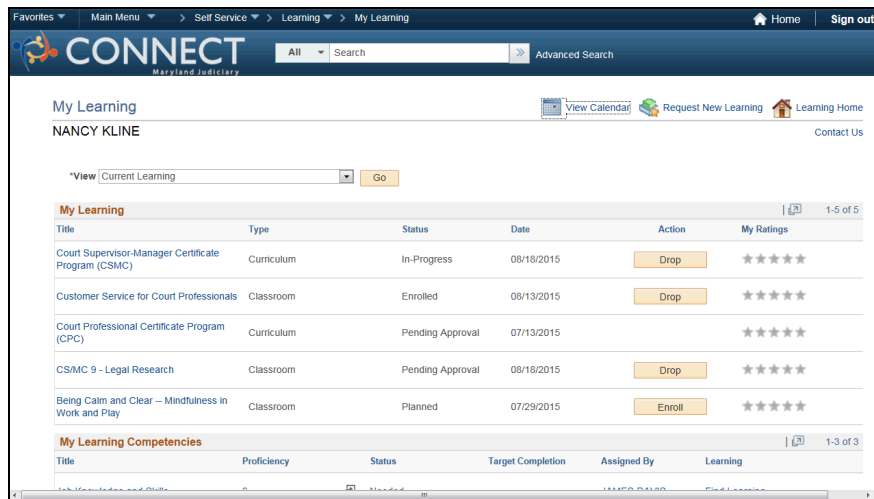 Favorites Main Menu > Self Service > Learning > My Learning Home Sign out
CONNECT
Maryland Judiciary
All Search Advanced Search
My Learning View Calendar Request New Learning Learning Home
NANCY KLINE Contact Us
*View Current Learning Go
My Learning 1-5 of 5
Title Type Status Date Action My Ratings
Court Supervisor-Manager Certificate
Program (CSMC) Curriculum In-Progress 08/18/2015 Drop
Customer Service for Court Professionals Classroom Enrolled 08/13/2015 Drop
Court Professional Certificate Program
(CPC) Curriculum Pending Approval 07/13/2015
CS/MC 9 - Legal Research Classroom Pending Approval 08/18/2015 Drop
Being Calm and Clear -- Mindfulness in
Work and Play Classroom Planned 07/29/2015 Enroll
My Learning Competencies 1-3 of 3
Title Proficiency Status Target Completion Assigned By Learning